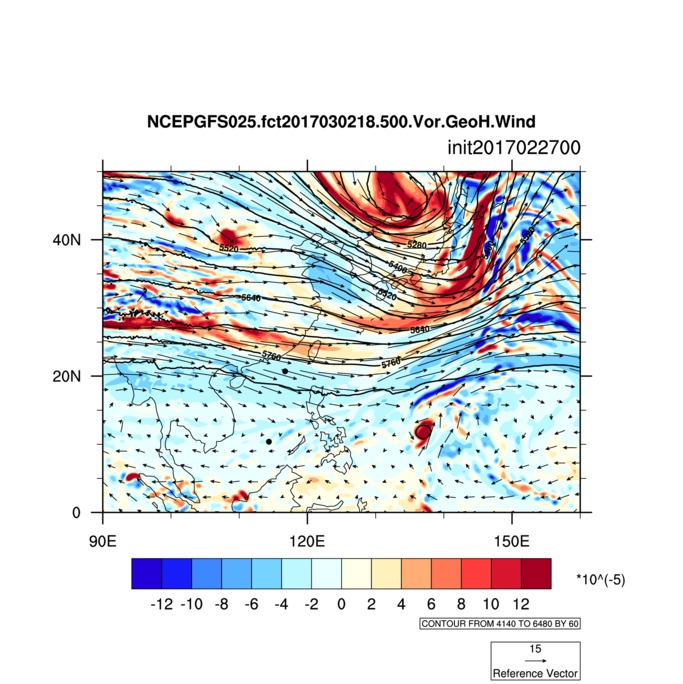 NCEPGFS025.fct2017030218.500.Vor.GeoH.Wind
init2017022700
40N
20N
0
90E 120E 150E
5280
5400
5520
5520
5640
5640
5760
5760
-12 -10 -8 -6 -4 -2 0 2 4 6 8 10 12
*10^(-5)
CONTOUR FROM 4140 TO 6480 BY 60
15
Reference Vector